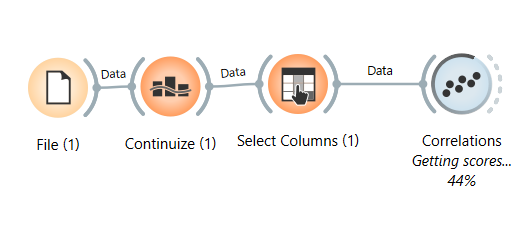 Data
Data
Data
File (1)
Continuize (1)
Select Columns (1)
Correlations
Getting scores...
44%